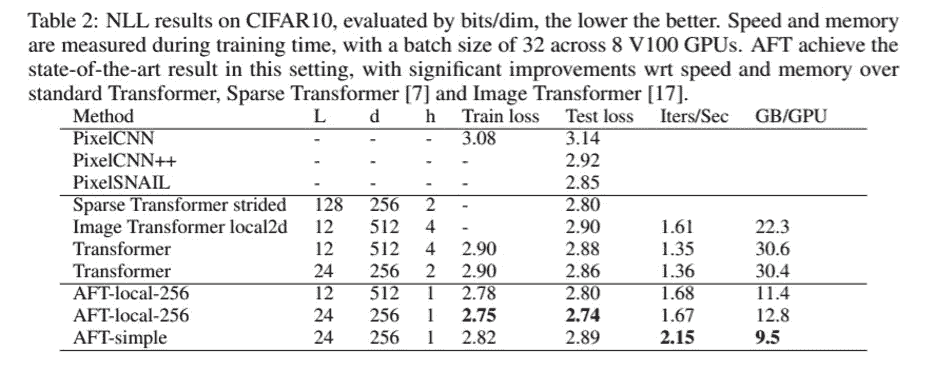 Table 2: NLL results on CIFAR10, evaluated by bits/dim, the lower the better. Speed and memory
are measured during training time, with a batch size of 32 across 8 V100 GPUs. AFT achieve the
state-of-the-art result in this setting, with significant improvements wrt speed and memory over
standard Transformer, Sparse Transformer [7] and Image Transformer [17].
Method L d h Train loss Test loss Iters/Sec GB/GPU
PixelCNN - - - 3.08 3.14
PixelCNN++ - - - - 2.92
PixelSNAIL - - - - 2.85
Sparse Transformer strided 128 256 2 - 2.80
Image Transformer local2d 12 512 4 - 2.90 1.61 22.3
Transformer 12 512 4 2.90 2.88 1.35 30.6
Transformer 24 256 2 2.90 2.86 1.36 30.4
AFT-local-256 12 512 1 2.78 2.80 1.68 11.4
AFT-local-256 24 256 1 2.75 2.74 1.67 12.8
AFT-simple 24 256 1 2.82 2.89 2.15 9.5